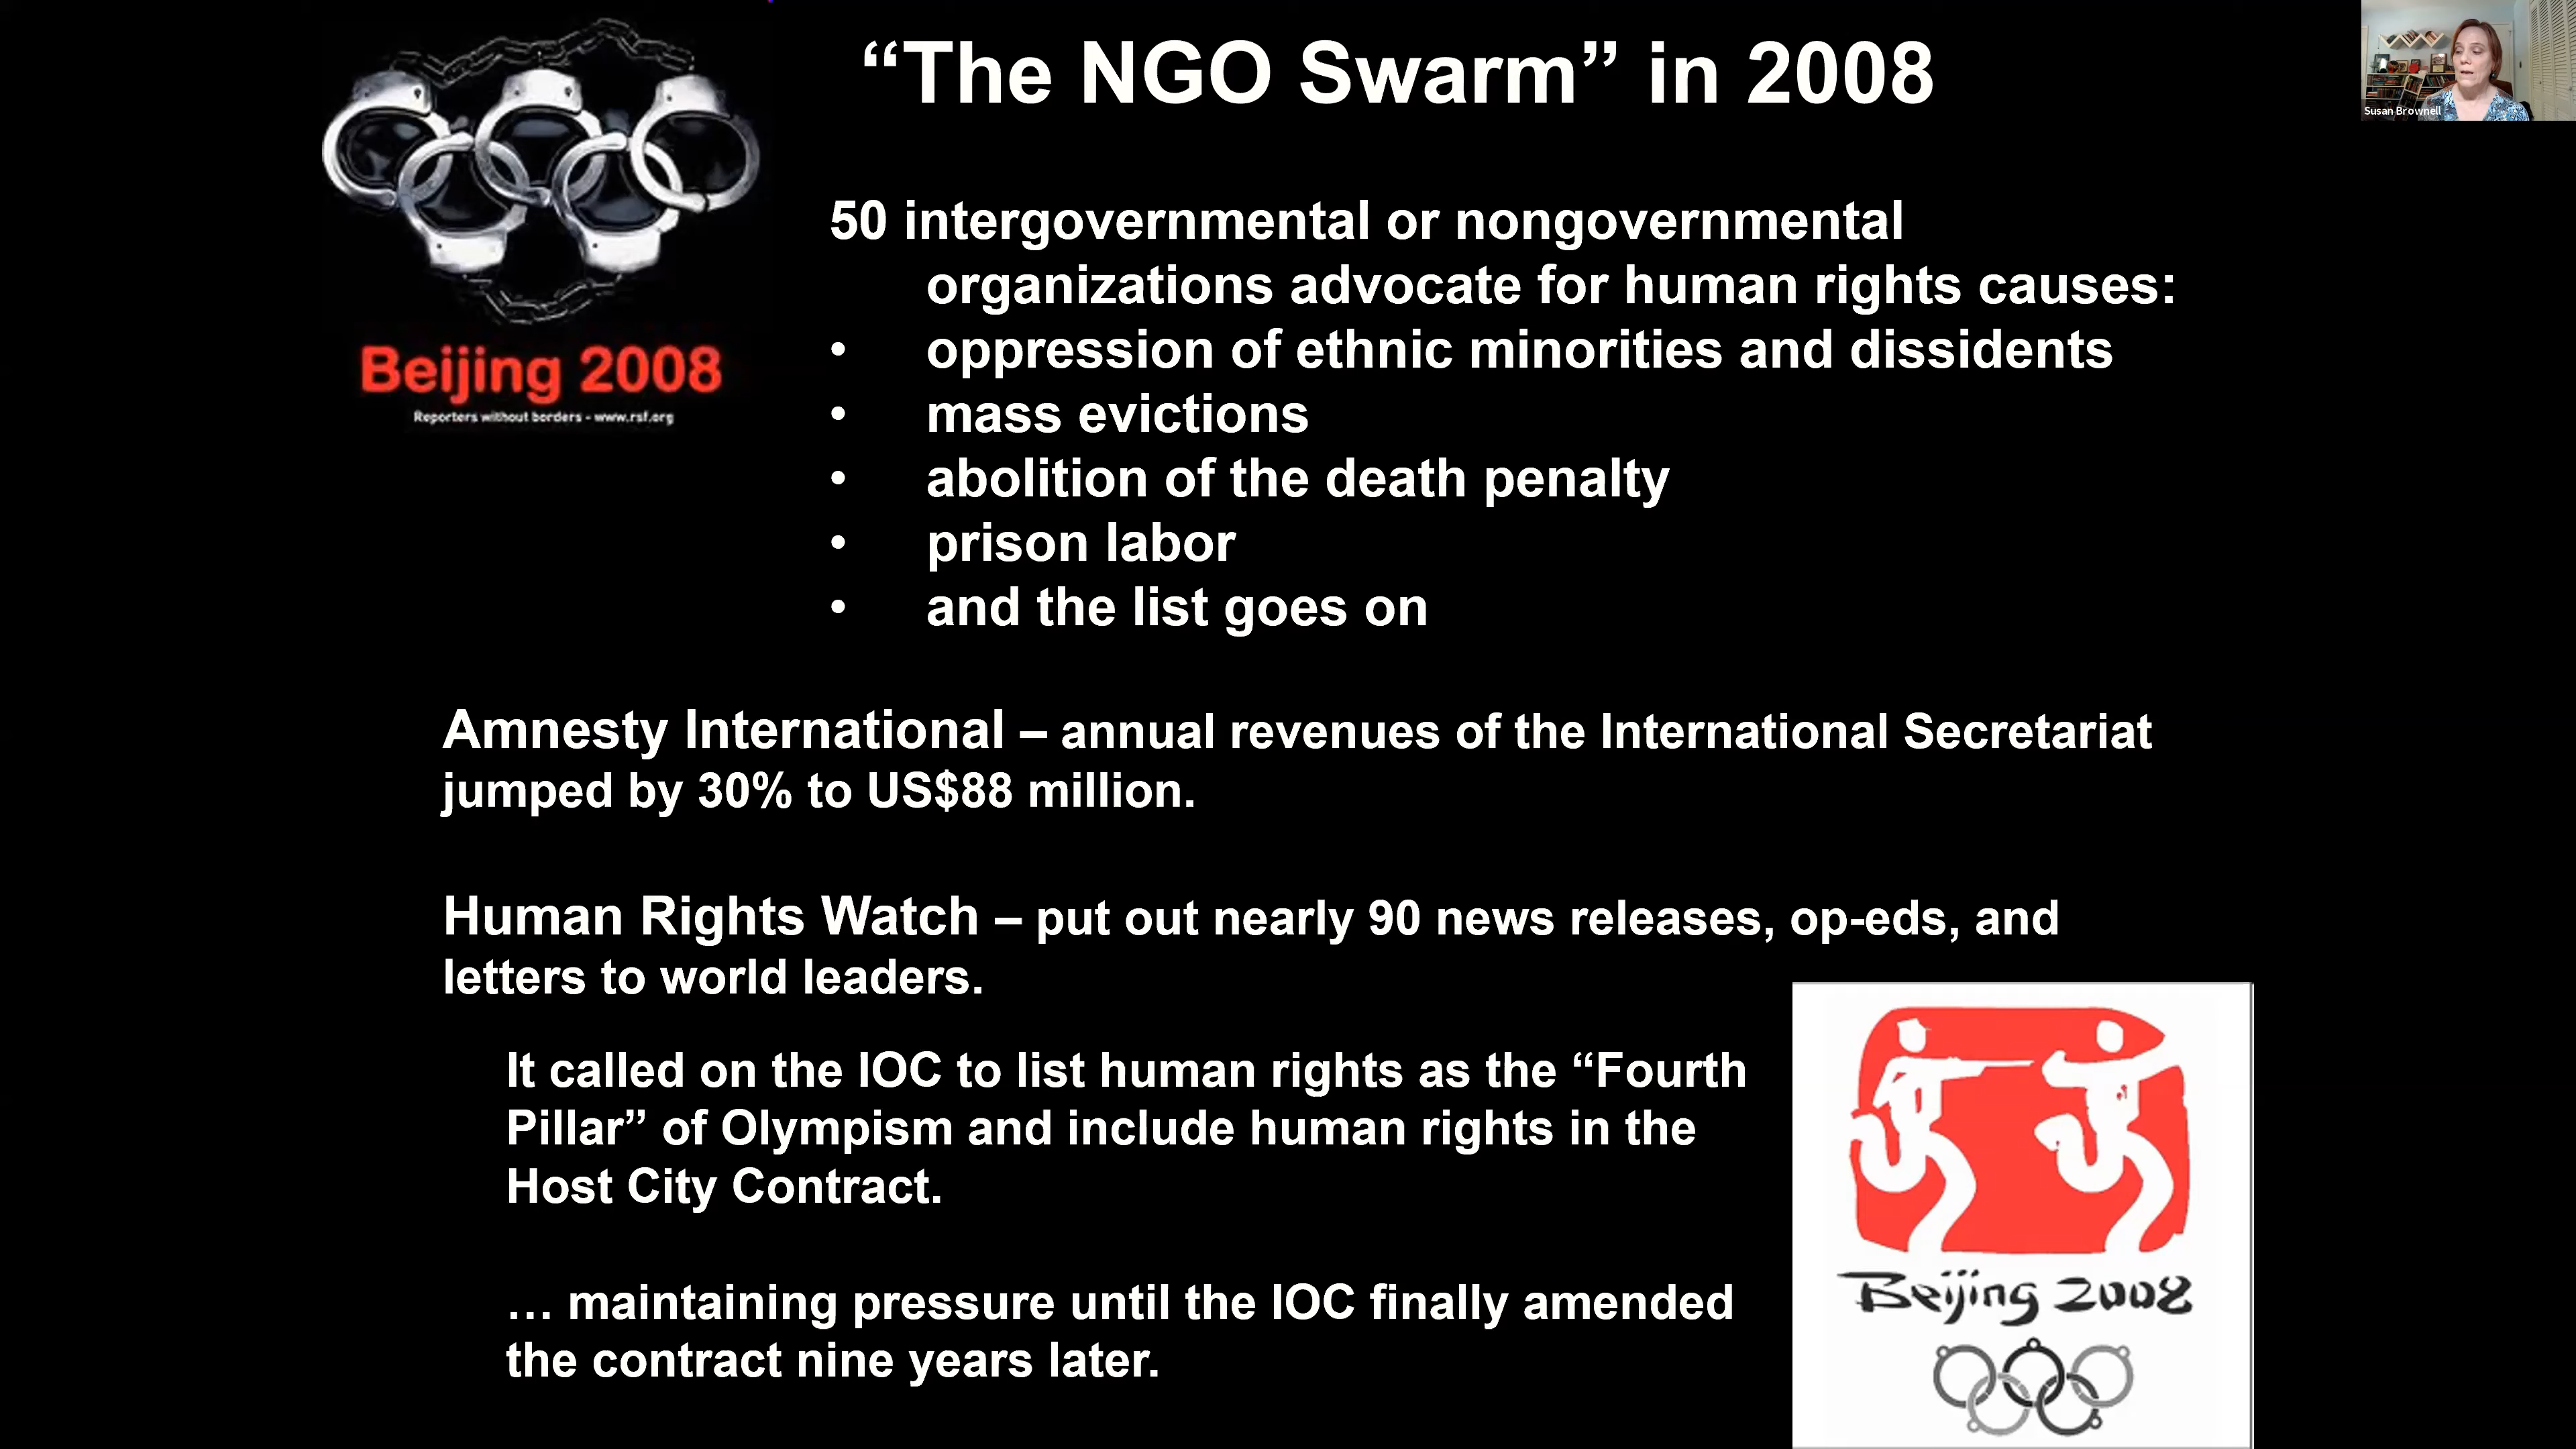 “The NGO Swarm” in 2008
Susan Brownell
Beijing 2008
Reporters without borders - www.rsf.org
50 intergovernmental or nongovernmental
organizations advocate for human rights causes:
• oppression of ethnic minorities and dissidents
• mass evictions
• abolition of the death penalty
• prison labor
• and the list goes on
Amnesty International – annual revenues of the International Secretariat
jumped by 30% to US$88 million.
Human Rights Watch – put out nearly 90 news releases, op-eds, and
letters to world leaders.
It called on the IOC to list human rights as the “Fourth
Pillar” of Olympism and include human rights in the
Host City Contract.
… maintaining pressure until the IOC finally amended
the contract nine years later.
Beijing 2008